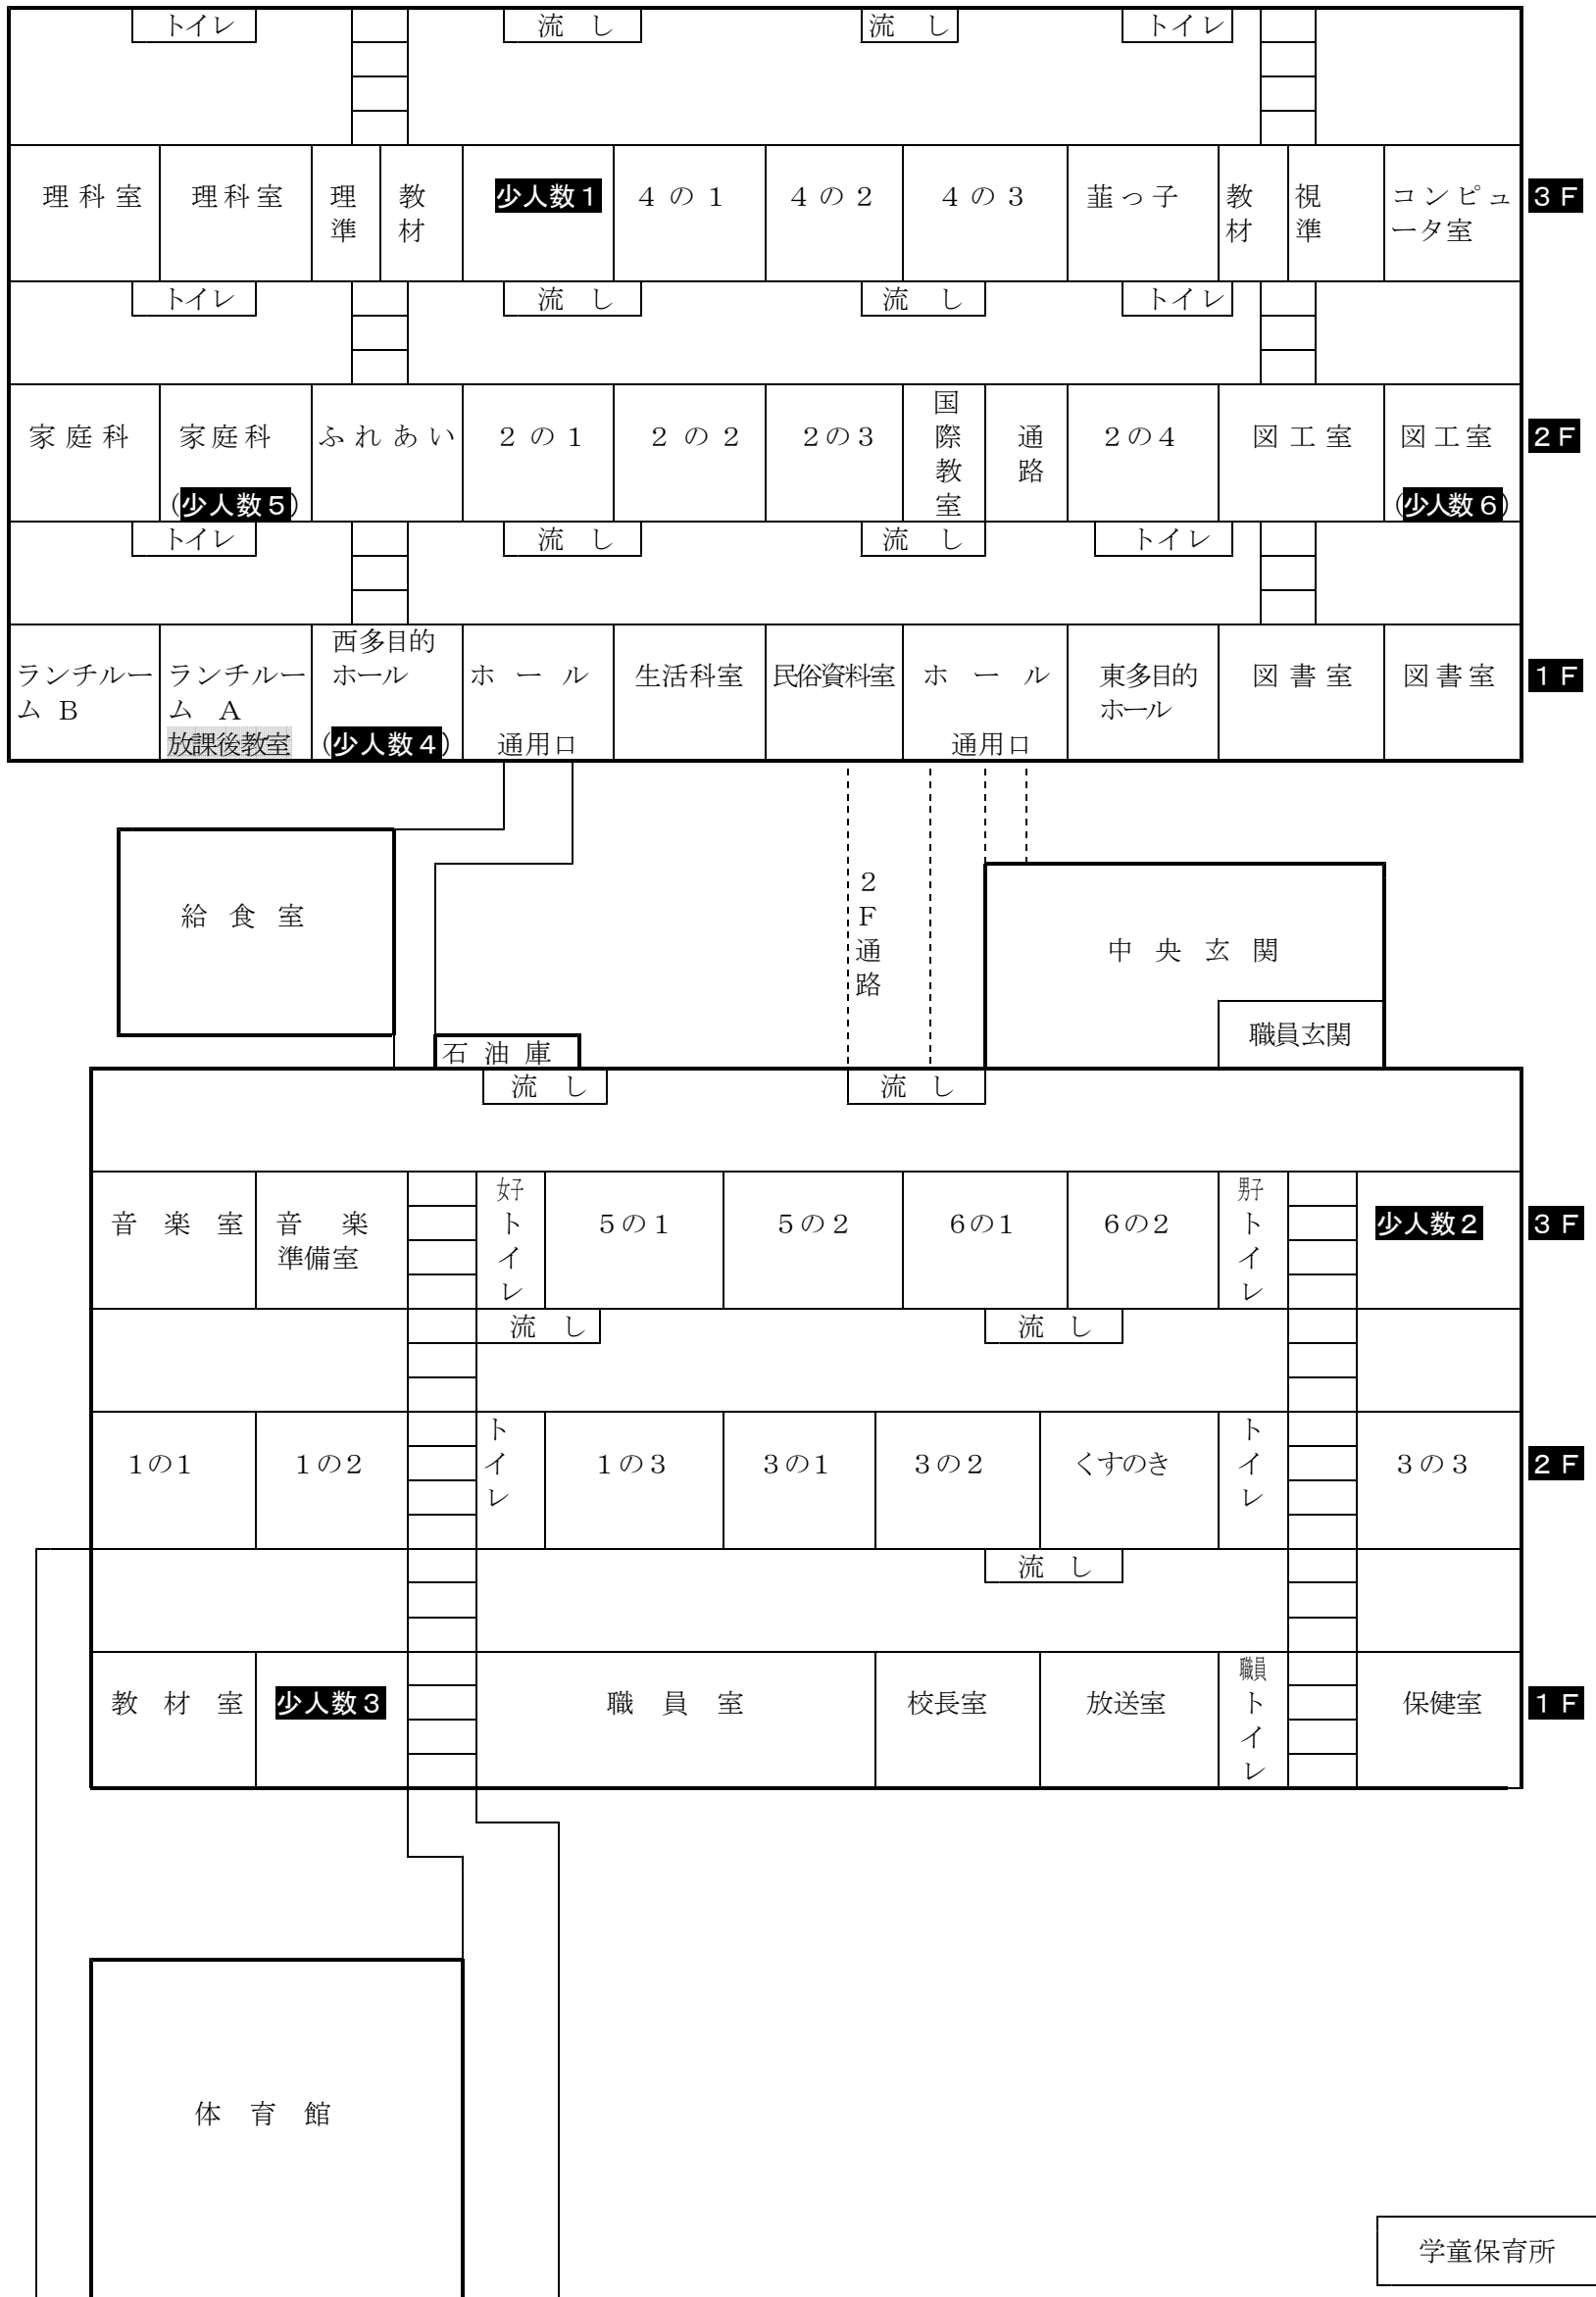 トイレ　流し　流し　トイレ
理科室　理科室　理準　教材　少人数１　４の１　４の２　４の３　韮っ子　教材　視準　コンピュータ室　３Ｆ
トイレ　流し　流し　トイレ
家庭科　家庭科（少人数５）　ふれあい　２の１　２の２　２の３　国際教室　通路　２の４　図工室　図工室（少人数６）　２Ｆ
トイレ　流し　流し　トイレ
ランチルームＢ　ランチルームＡ　放課後教室　西多目的ホール（少人数４）　ホール　通用口　生活科室　民俗資料室　ホール　通用口　東多目的ホール　図書室　図書室　１Ｆ
給食室　２Ｆ通路　中央玄関
職員玄関
石油庫
流し　流し
音楽室　音楽準備室　女子トイレ　５の１　５の２　６の１　６の２　男子トイレ　少人数２　３Ｆ
流し　流し
１の１　１の２　トイレ　１の３　３の１　３の２　くすのき　トイレ　３の３　２Ｆ
流し
教材室　少人数３　職員室　校長室　放送室　職員トイレ　保健室　１Ｆ
体育館
学童保育所